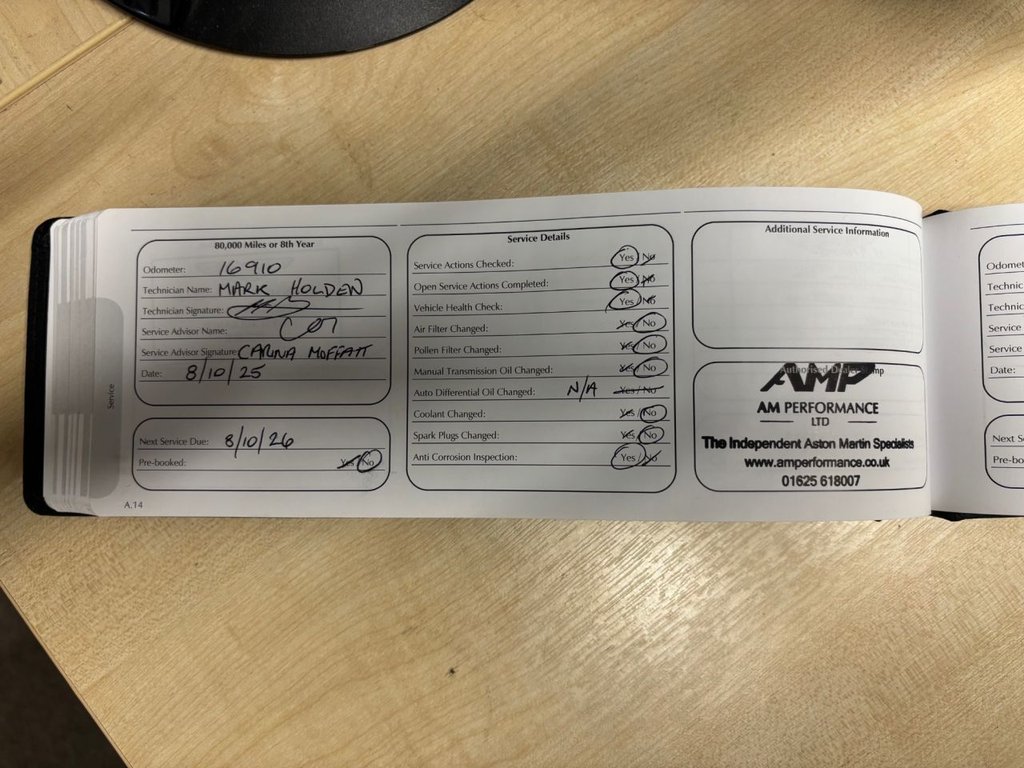 80,000 Miles or 8th Year
Odometer: 16910
Technician Name: MARK HOLDEN
Technician Signature:
Service Advisor Name:
Service Advisor Signature: CARINA MOFFATT
Date: 8/10/25
Next Service Due: 8/10/26
Pre-booked: Yes/No
A.14
Service
Service Details
Service Actions Checked: Yes/No
Open Service Actions Completed: Yes/No
Vehicle Health Check: Yes/No
Air Filter Changed: Yes/No
Pollen Filter Changed: Yes/No
Manual Transmission Oil Changed: Yes/No
Auto Differential Oil Changed: N/A Yes/No
Coolant Changed: Yes/No
Spark Plugs Changed: Yes/No
Anti Corrosion Inspection: Yes/No
Additional Service Information
Authorised Dealer Stamp
AMP
AM PERFORMANCE
LTD
The Independent Aston Martin Specialists
www.amperformance.co.uk
01625 618007
Odomet
Technic
Technic
Service
Service
Date:
Next S
Pre-bo